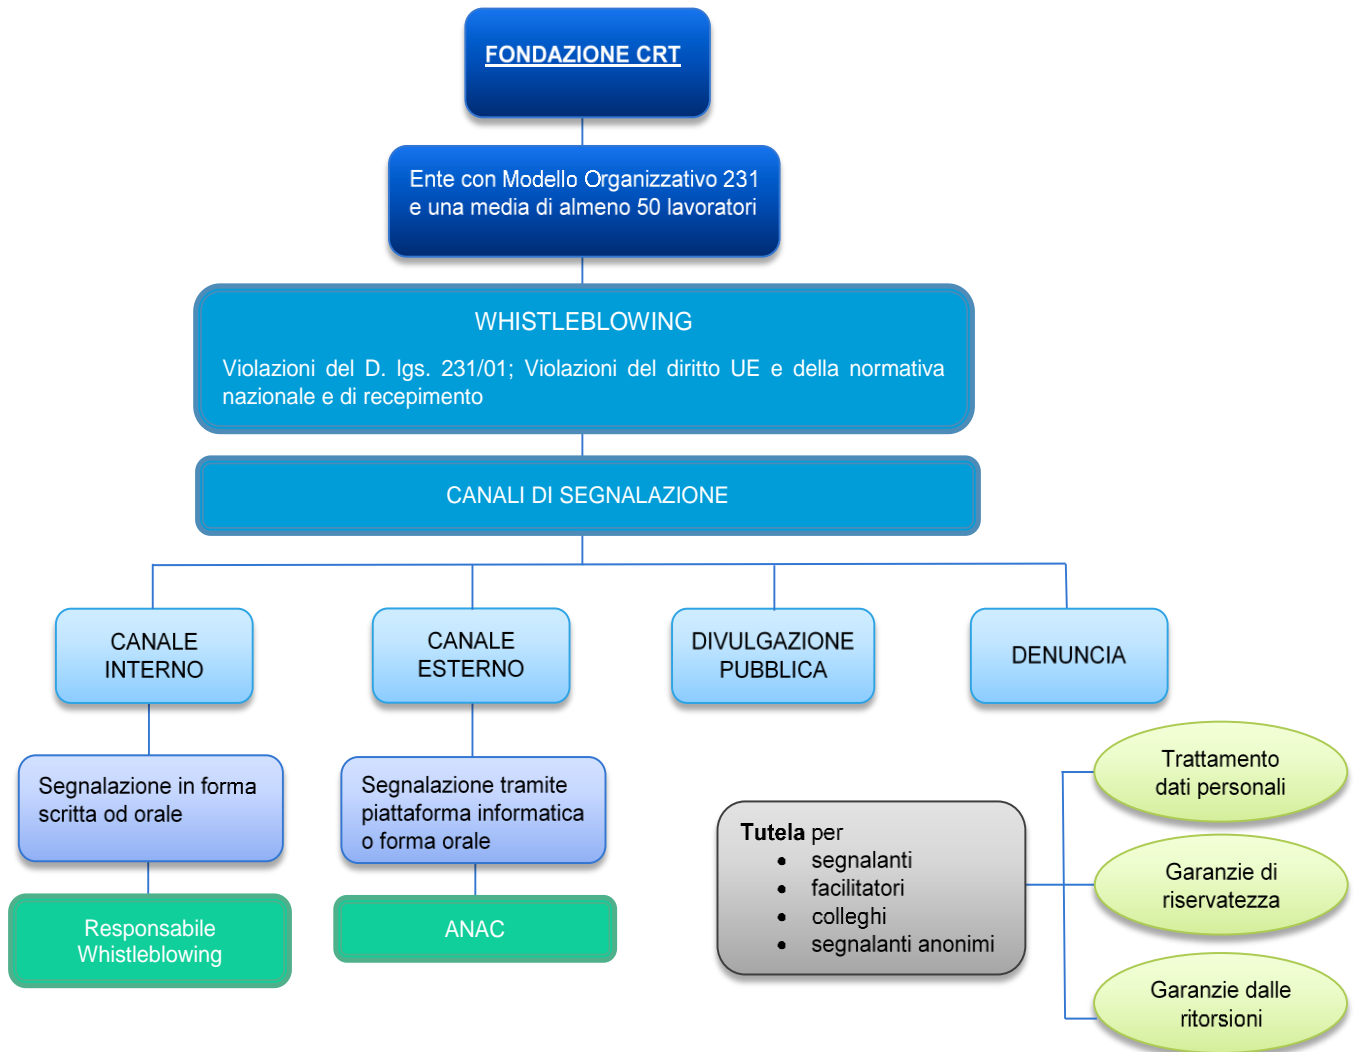 FONDAZIONE CRT
Ente con Modello Organizzativo 231
e una media di almeno 50 lavoratori
WHISTLEBLOWING
Violazioni del D. lgs. 231/01; Violazioni del diritto UE e della normativa
nazionale e di recepimento
CANALI DI SEGNALAZIONE
CANALE
INTERNO
CANALE
ESTERNO
DIVULGAZIONE
PUBBLICA
DENUNCIA
Segnalazione in forma
scritta od orale
Segnalazione tramite
piattaforma informatica
o forma orale
Responsabile
Whistleblowing
ANAC
Tutela per
• segnalanti
• facilitatori
• colleghi
• segnalanti anonimi
Trattamento
dati personali
Garanzie di
riservatezza
Garanzie dalle
ritorsioni